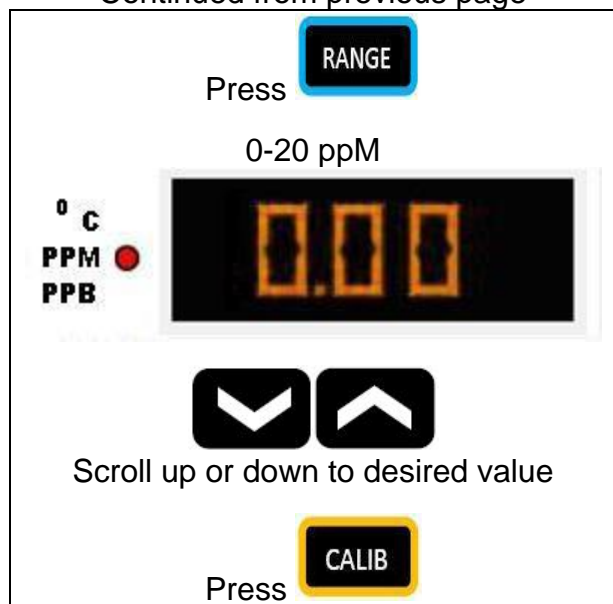 Continued from previous page
RANGE
Press
0-20 ppM
0 C
PPM
PPB
0.00
Scroll up or down to desired value
CALIB
Press